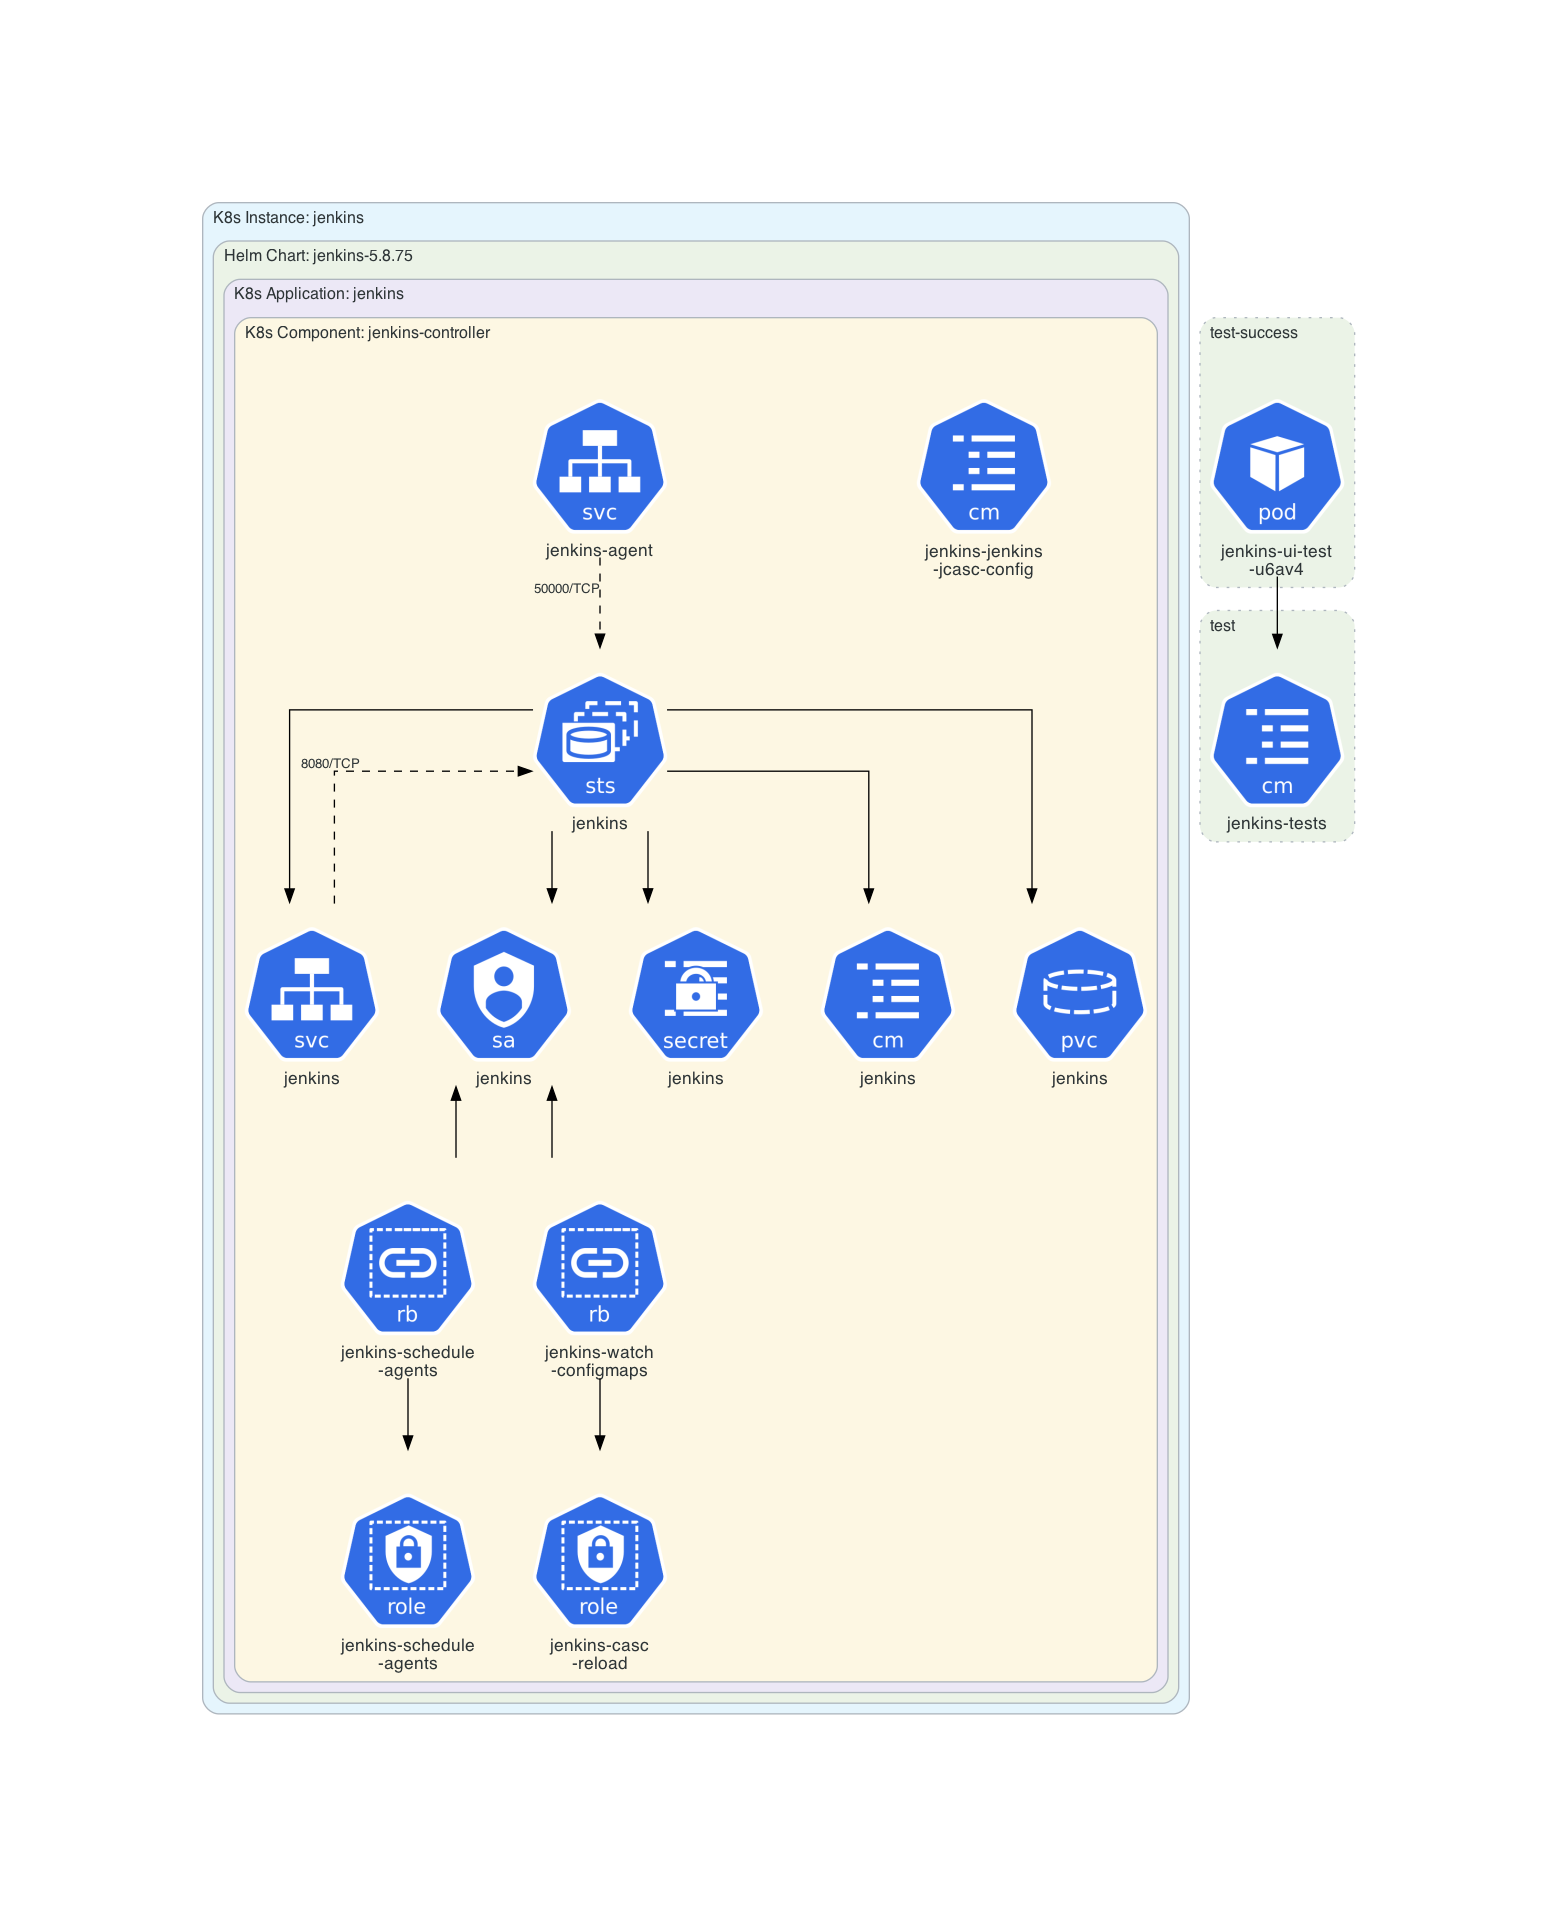 K8s Instance: jenkins
Helm Chart: jenkins-5.8.75
K8s Application: jenkins
K8s Component: jenkins-controller
svc
jenkins-agent
50000/TCP
cm
jenkins-jenkins
-jcasc-config
test-success
pod
jenkins-ui-test
-u6av4
test
cm
jenkins-tests
sts
jenkins
8080/TCP
svc
jenkins
sa
jenkins
secret
jenkins
cm
jenkins
pvc
jenkins
rb
jenkins-schedule
-agents
rb
jenkins-watch
-configmaps
role
jenkins-schedule
-agents
role
jenkins-casc
-reload